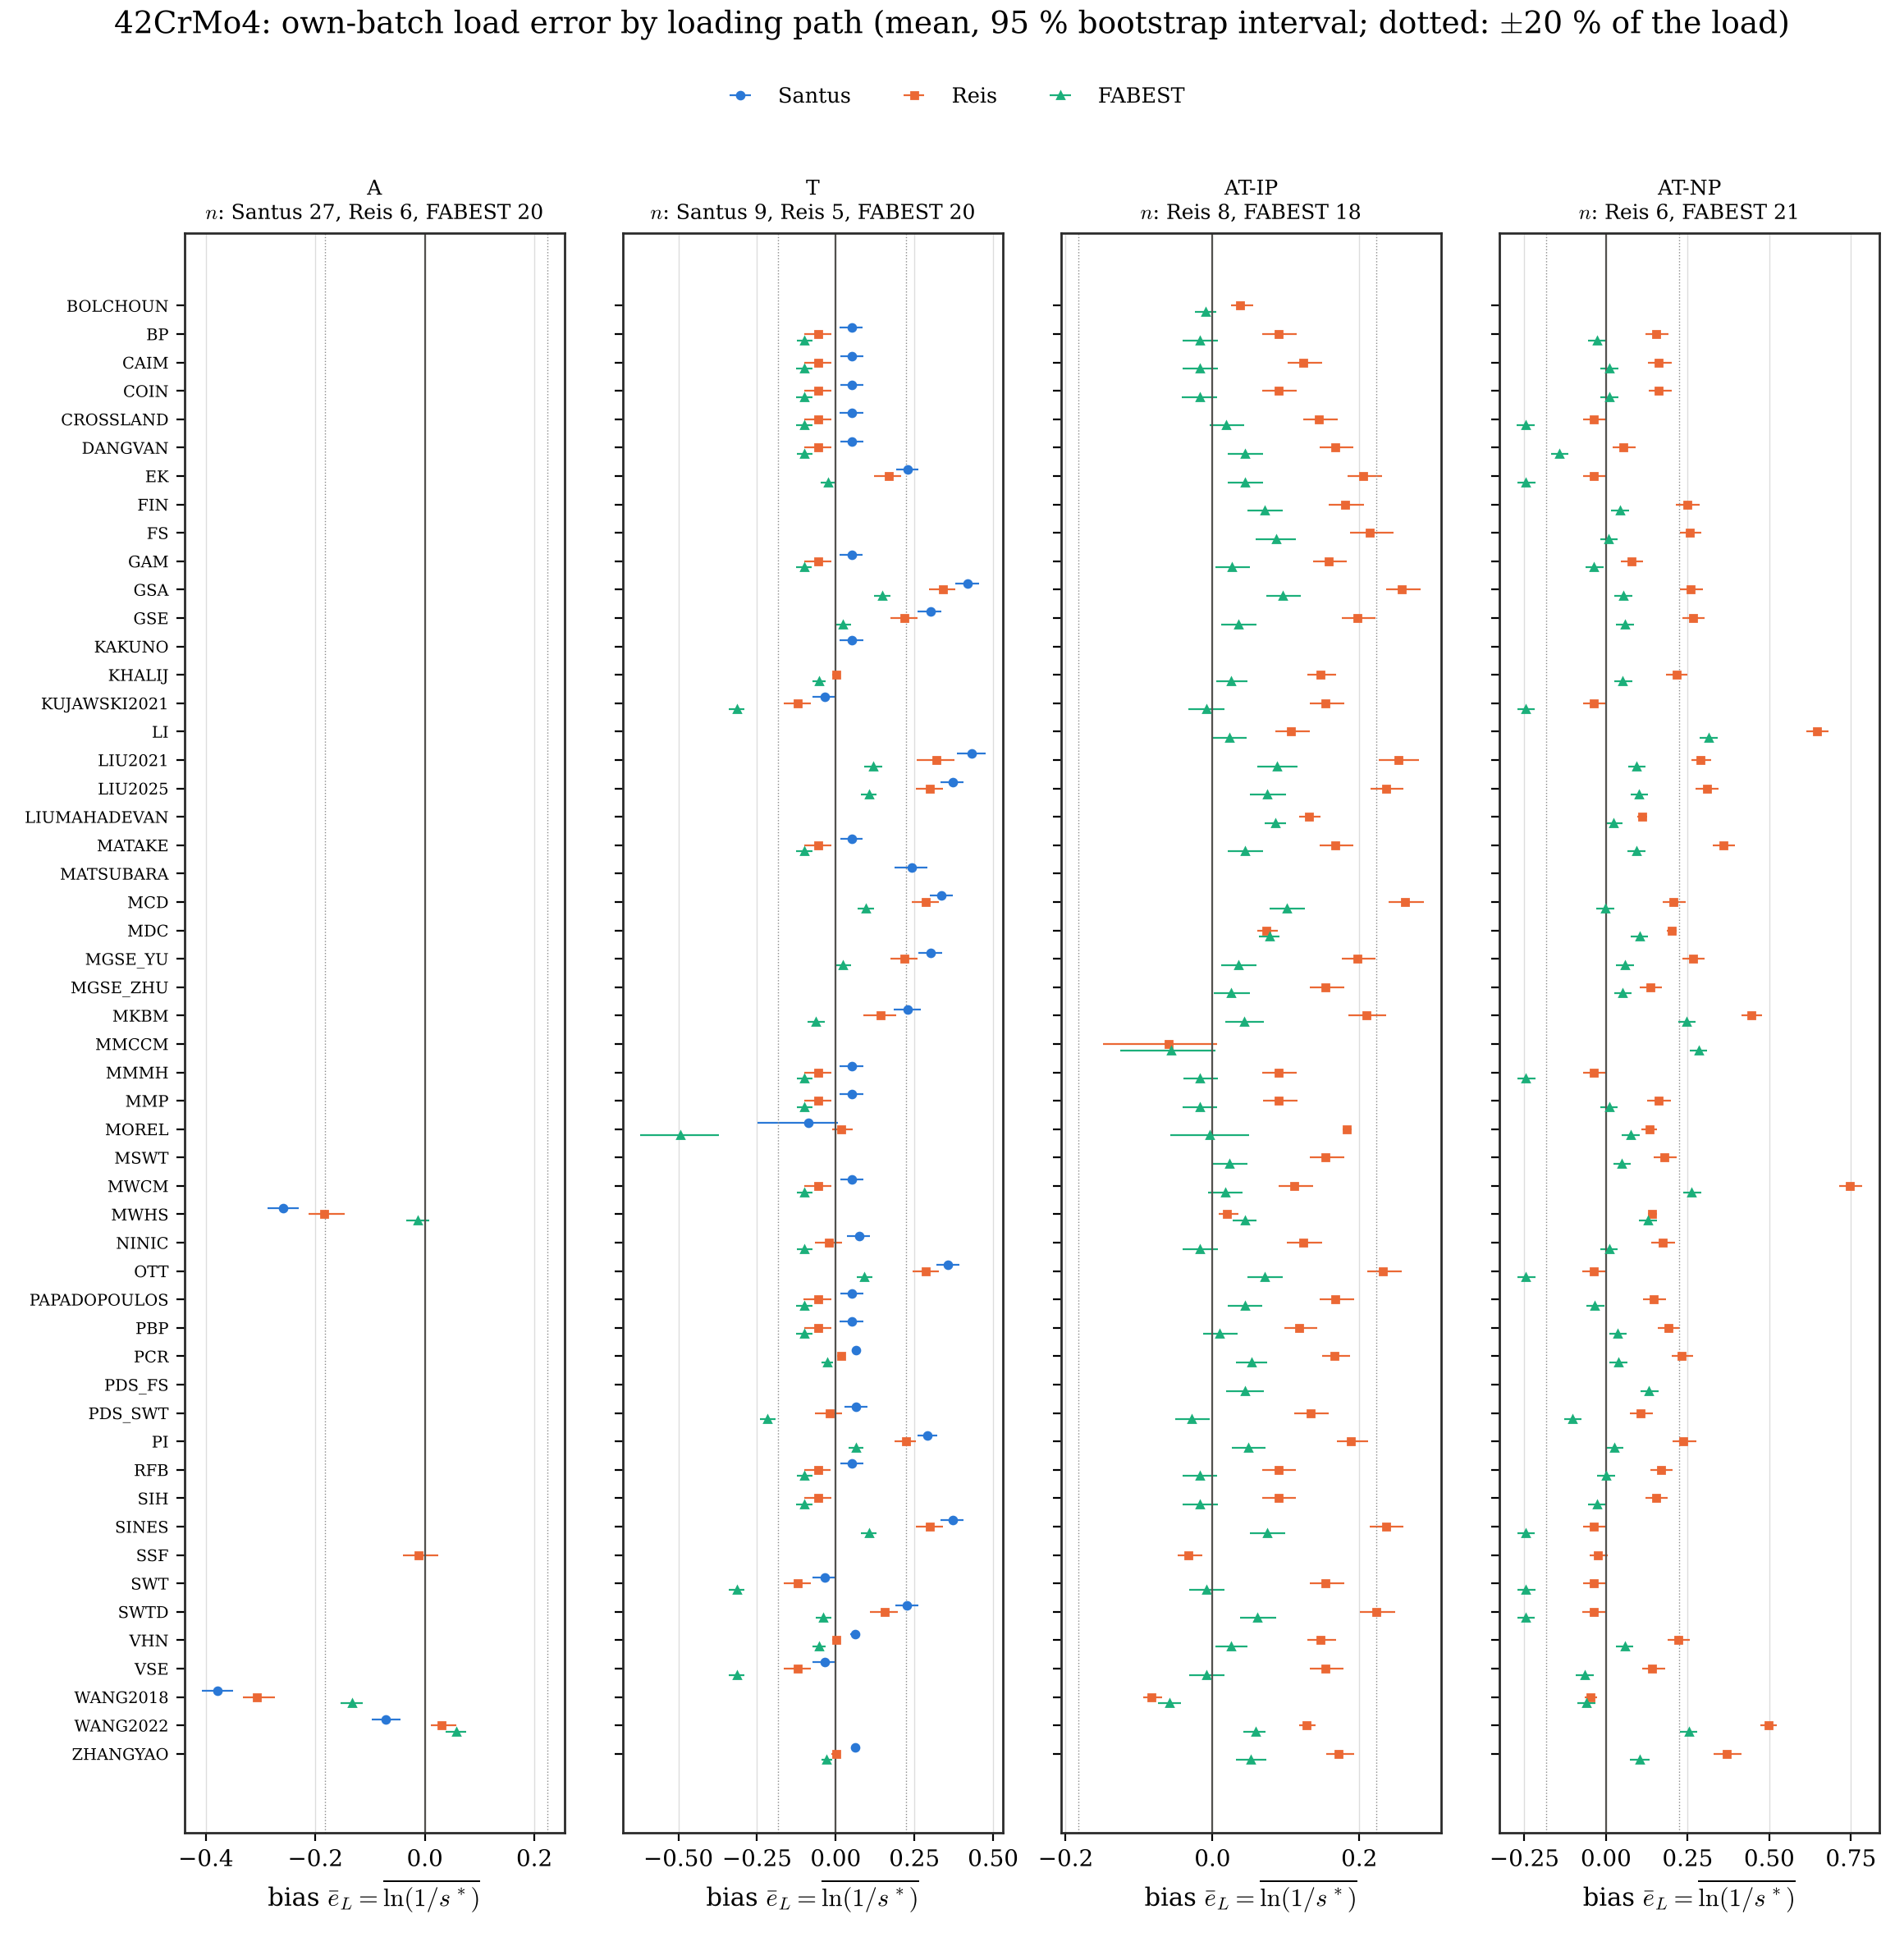 42CrMo4: own-batch load error by loading path (mean, 95 % bootstrap interval; dotted: ±20 % of the load)
Santus Reis FABEST
A
n: Santus 27, Reis 6, FABEST 20
T
n: Santus 9, Reis 5, FABEST 20
AT-IP
n: Reis 8, FABEST 18
AT-NP
n: Reis 6, FABEST 21
BOLCHOUN
BP
CAIM
COIN
CROSSLAND
DANGVAN
EK
FIN
FS
GAM
GSA
GSE
KAKUNO
KHALIJ
KUJAWSKI2021
LI
LIU2021
LIU2025
LIUMAHADEVAN
MATAKE
MATSUBARA
MCD
MDC
MGSE_YU
MGSE_ZHU
MKBM
MMCCM
MMMH
MMP
MOREL
MSWT
MWCM
MWHS
NINIC
OTT
PAPADOPOULOS
PBP
PCR
PDS_FS
PDS_SWT
PI
RFB
SIH
SINES
SSF
SWT
SWTD
VHN
VSE
WANG2018
WANG2022
ZHANGYAO
−0.4 −0.2 0.0 0.2
−0.50 −0.25 0.00 0.25 0.50
−0.2 0.0 0.2
−0.25 0.00 0.25 0.50 0.75
bias ē_L = ln(1/s*)
bias ē_L = ln(1/s*)
bias ē_L = ln(1/s*)
bias ē_L = ln(1/s*)